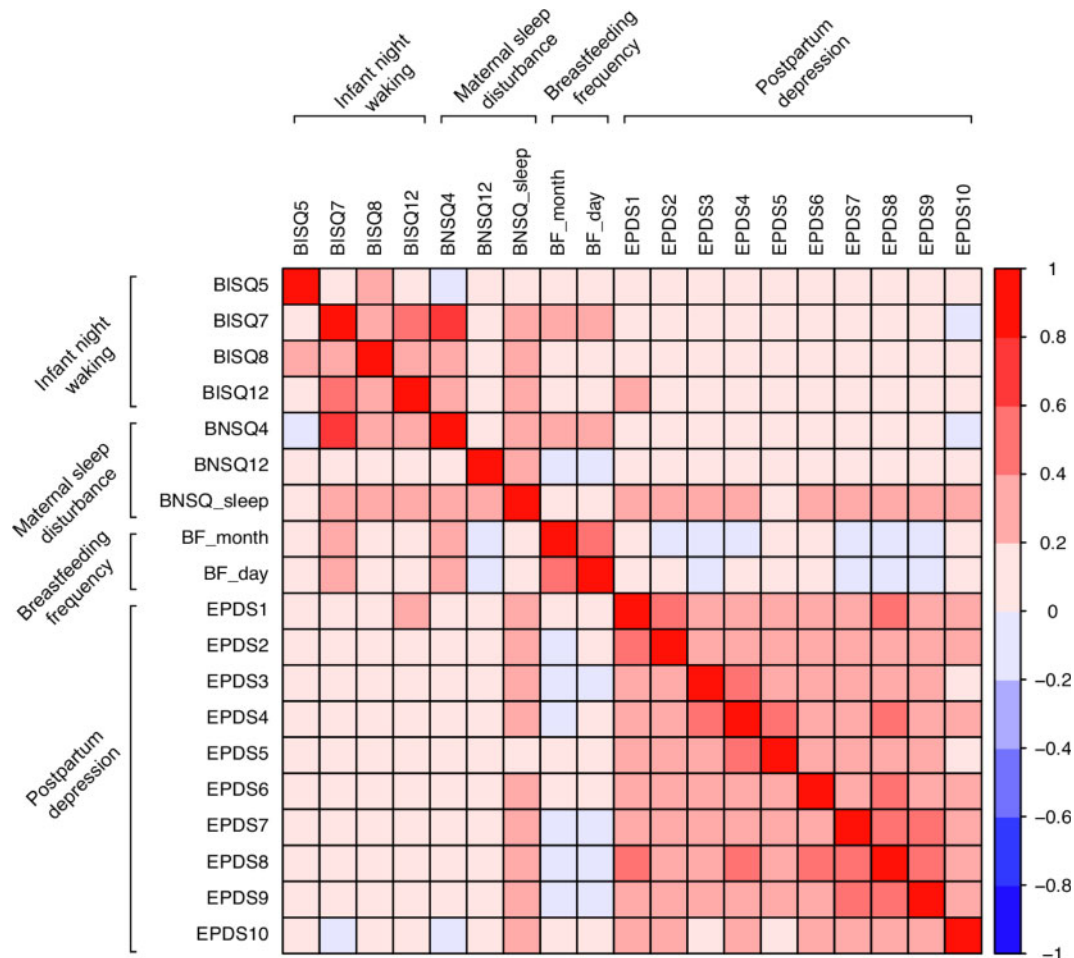 Infant night
waking
Maternal sleep
disturbance
Breastfeeding
frequency
Postpartum
depression
BISQ5
BISQ7
BISQ8
BISQ12
BNSQ4
BNSQ12
BNSQ_sleep
BF_month
BF_day
EPDS1
EPDS2
EPDS3
EPDS4
EPDS5
EPDS6
EPDS7
EPDS8
EPDS9
EPDS10
Infant night
waking
Maternal sleep
disturbance
Breastfeeding
frequency
Postpartum
depression
BISQ5
BISQ7
BISQ8
BISQ12
BNSQ4
BNSQ12
BNSQ_sleep
BF_month
BF_day
EPDS1
EPDS2
EPDS3
EPDS4
EPDS5
EPDS6
EPDS7
EPDS8
EPDS9
EPDS10
1
0.8
0.6
0.4
0.2
0
−0.2
−0.4
−0.6
−0.8
−1